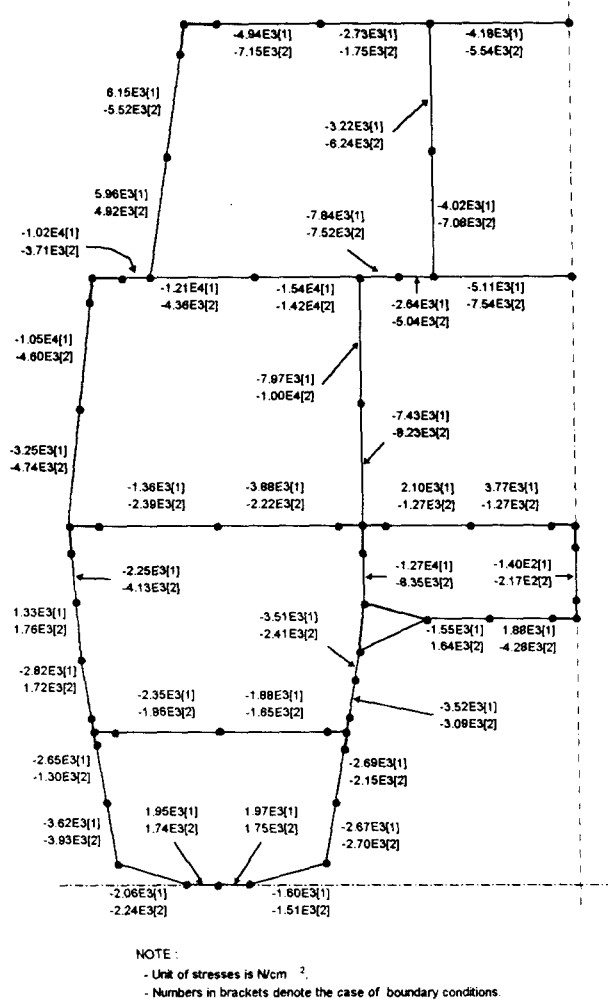 -4.94E3[1]
-7.15E3[2]
-2.73E3[1]
-1.75E3[2]
-4.18E3[1]
-5.54E3[2]
6.15E3[1]
-5.52E3[2]
-3.22E3[1]
-6.24E3[2]
5.96E3[1]
4.92E3[2]
-4.02E3[1]
-7.08E3[2]
-1.02E4[1]
-3.71E3[2]
-7.84E3[1]
-7.52E3[2]
-1.21E4[1]
-4.36E3[2]
-1.54E4[1]
-1.42E4[2]
-2.64E3[1]
-5.04E3[2]
-5.11E3[1]
-7.54E3[2]
-1.05E4[1]
-4.60E3[2]
-7.97E3[1]
-1.00E4[2]
-7.43E3[1]
-8.23E3[2]
-3.25E3[1]
-4.74E3[2]
-1.36E3[1]
-2.39E3[2]
-3.88E3[1]
-2.22E3[2]
2.10E3[1]
-1.27E3[2]
3.77E3[1]
-1.27E3[2]
-2.25E3[1]
-4.13E3[2]
-1.27E4[1]
-8.35E3[2]
-1.40E2[1]
-2.17E2[2]
1.33E3[1]
1.76E3[2]
-3.51E3[1]
-2.41E3[2]
-1.55E3[1]
1.64E3[2]
1.88E3[1]
-4.28E3[2]
-2.82E3[1]
1.72E3[2]
-2.35E3[1]
-1.86E3[2]
-1.88E3[1]
-1.65E3[2]
-3.52E3[1]
-3.09E3[2]
-2.65E3[1]
-1.30E3[2]
-2.69E3[1]
-2.15E3[2]
-3.62E3[1]
-3.93E3[2]
1.95E3[1]
1.74E3[2]
1.97E3[1]
1.75E3[2]
-2.67E3[1]
-2.70E3[2]
-2.06E3[1]
-2.24E3[2]
-1.60E3[1]
-1.51E3[2]
NOTE :
- Unit of stresses is N/cm ².
- Numbers in brackets denote the case of boundary conditions.